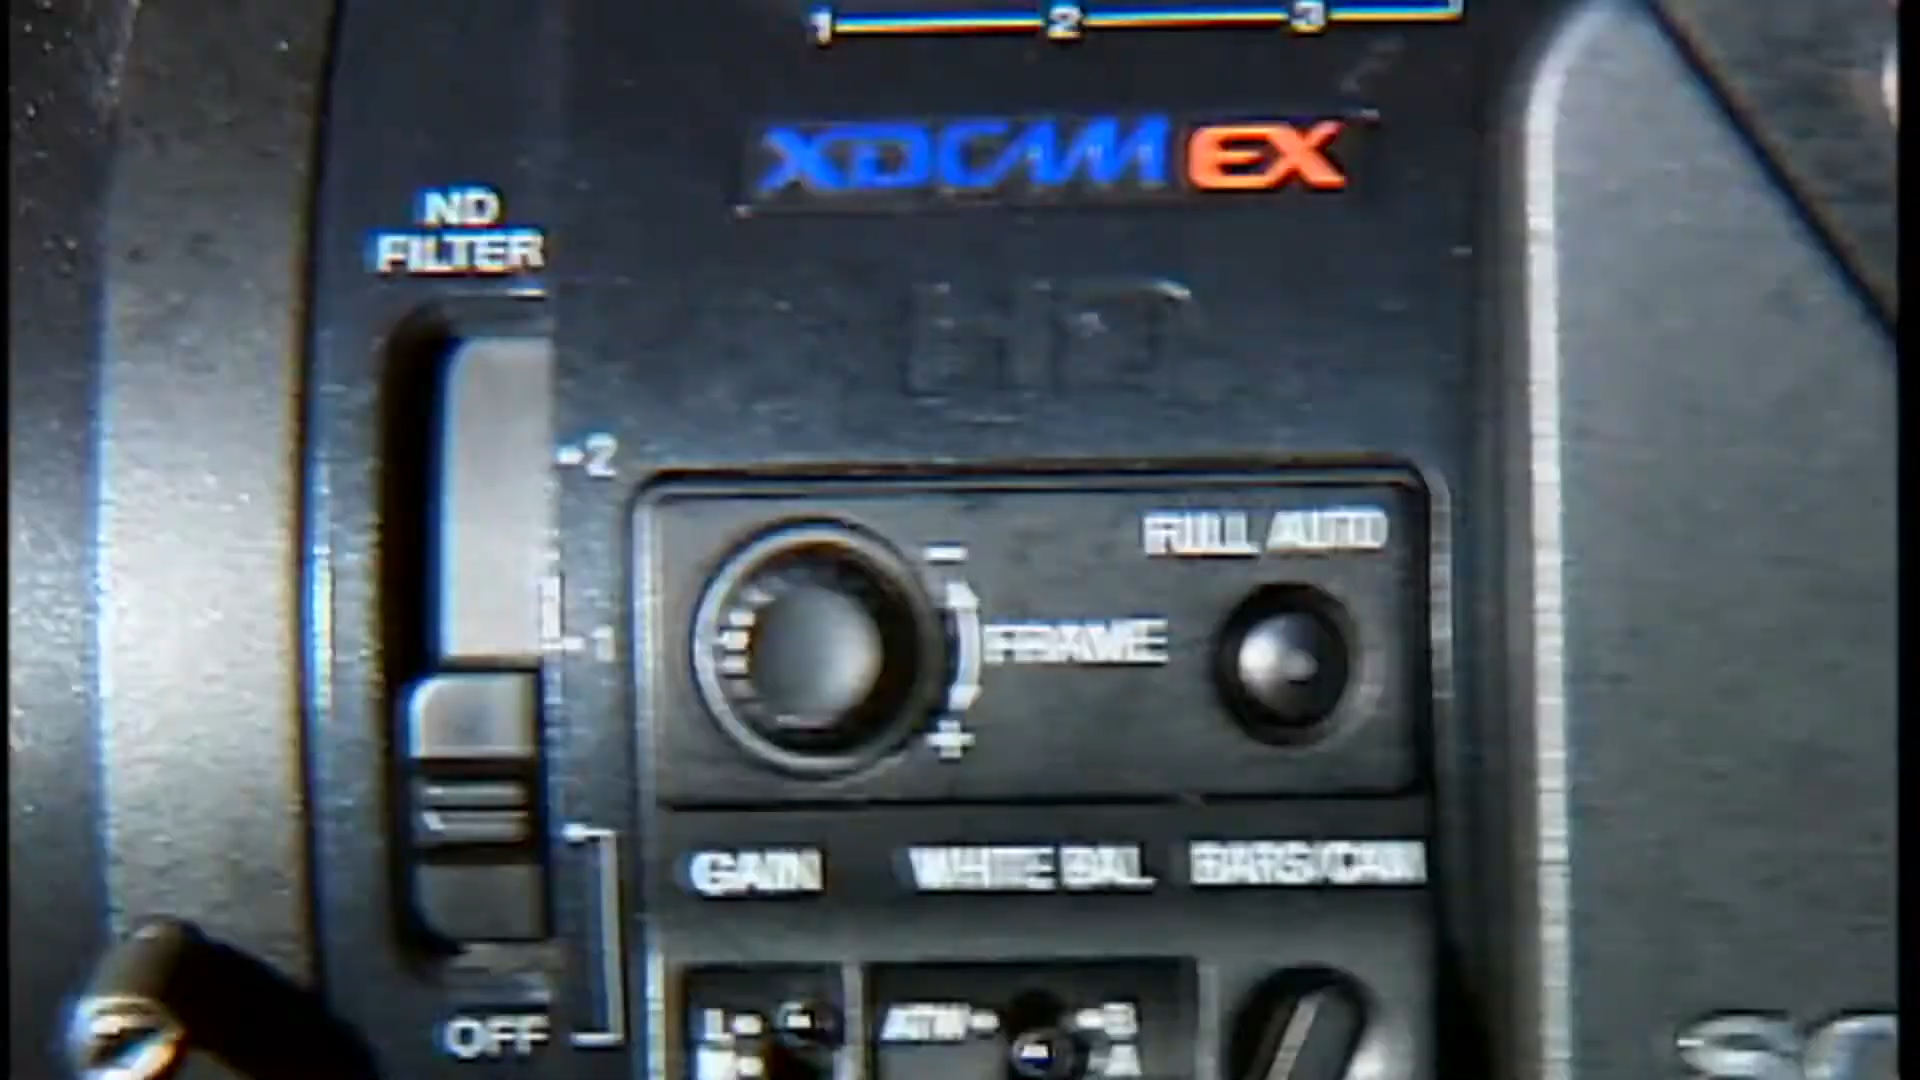 1 2 3
XDCAM EX
ND
FILTER
HD
-2
-1
FULL AUTO
-
FRAME
+
GAIN WHITE BAL BARS/CAM
L- ATW- -B
-A
OFF